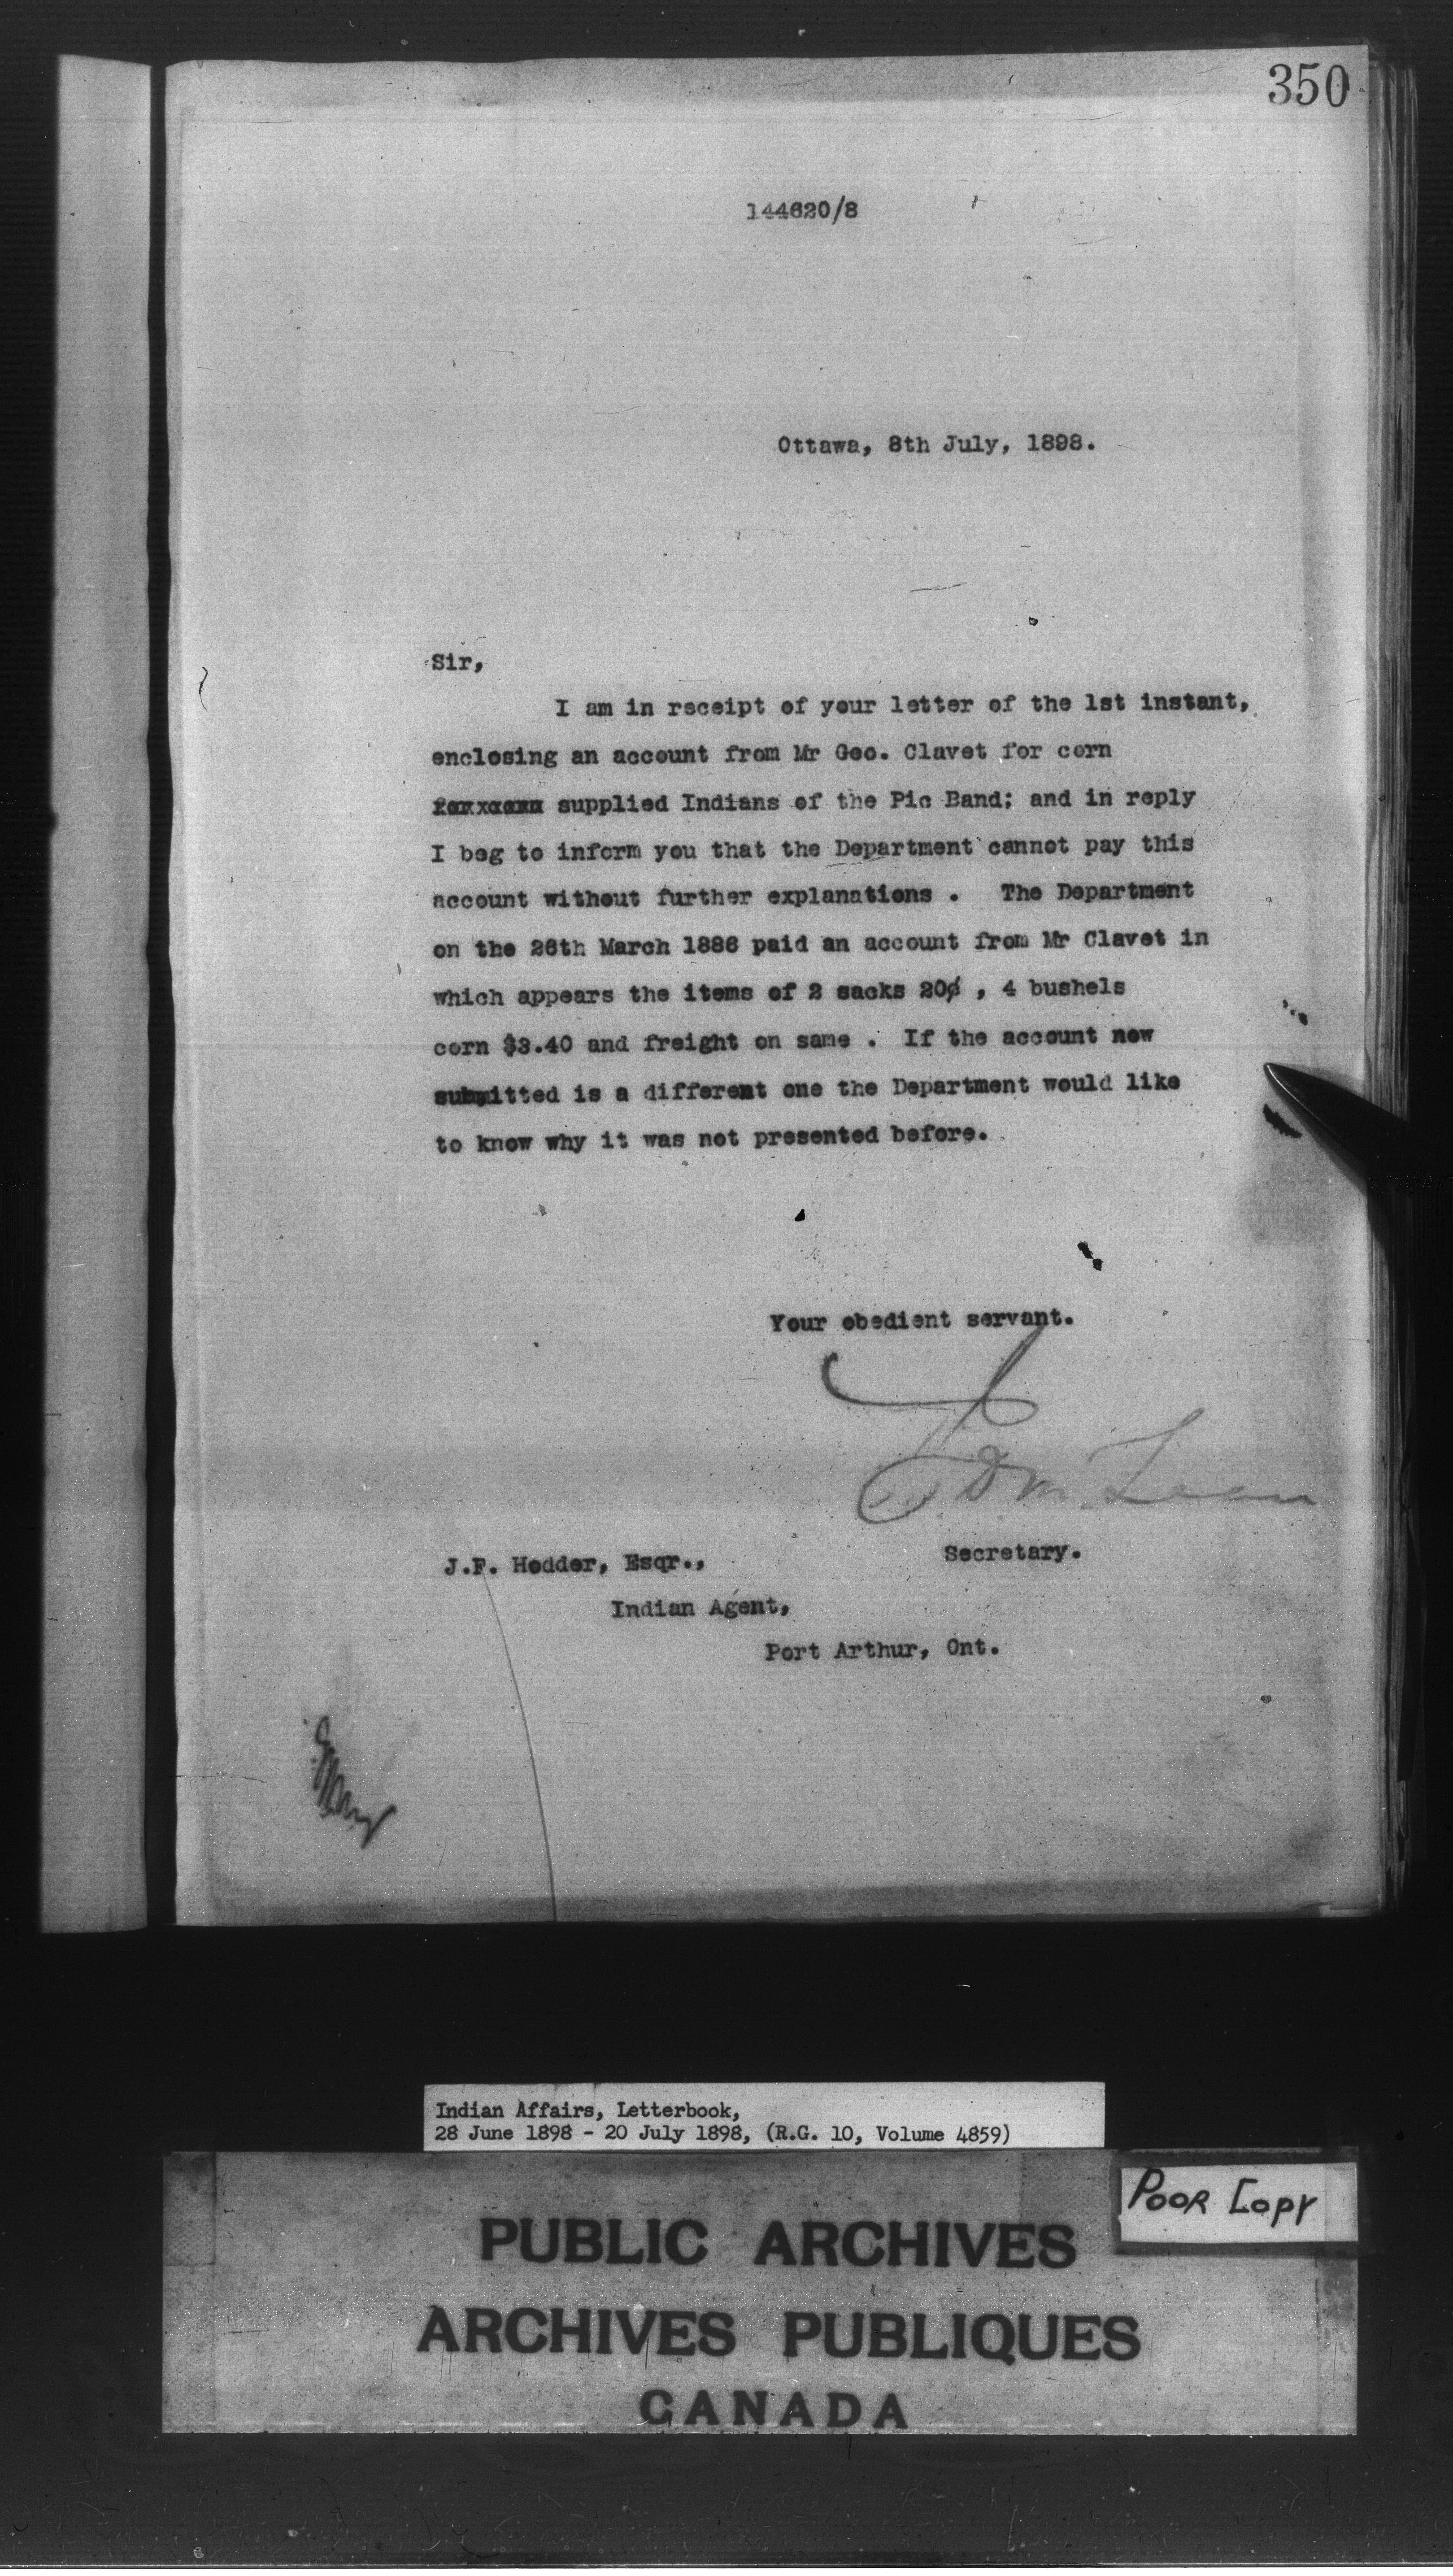 350
144620/8
Ottawa, 8th July, 1898.
Sir,
I am in receipt of your letter of the 1st instant,
enclosing an account from Mr Geo. Clavet for corn
supplied Indians of the Pic Band; and in reply
I beg to inform you that the Department cannot pay this
account without further explanations . The Department
on the 26th March 1886 paid an account from Mr Clavet in
which appears the items of 2 sacks 20¢ , 4 bushels
corn $3.40 and freight on same . If the account now
submitted is a different one the Department would like
to know why it was not presented before.
Your obedient servant.
J D McLean
Secretary.
J.F. Hodder, Esqr.,
Indian Agent,
Port Arthur, Ont.
Indian Affairs, Letterbook,
28 June 1898 - 20 July 1898, (R.G. 10, Volume 4859)
POOR COPY
PUBLIC ARCHIVES
ARCHIVES PUBLIQUES
CANADA